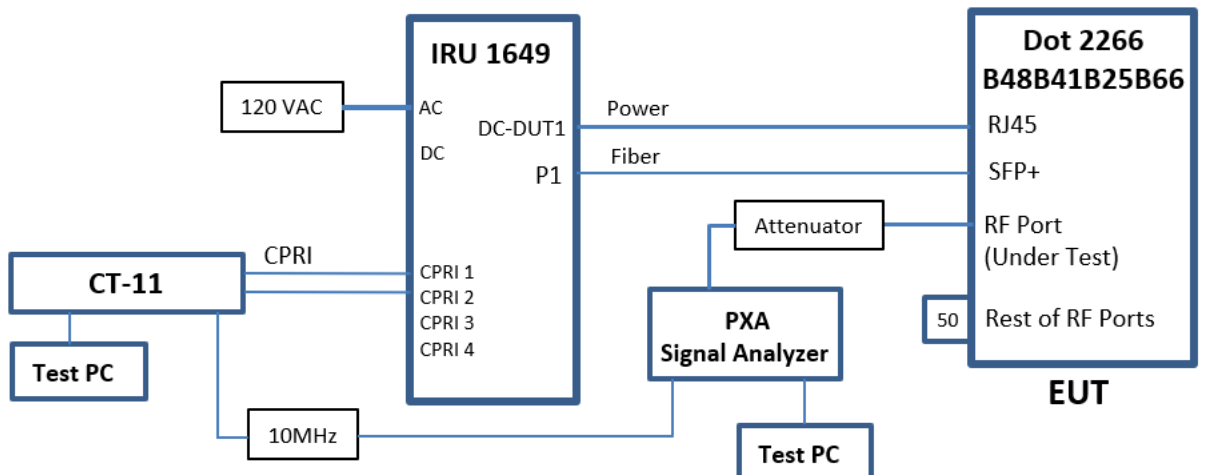 IRU 1649
120 VAC
AC
DC
DC-DUT1
P1
Power
Fiber
Dot 2266
B48B41B25B66
RJ45
SFP+
RF Port
(Under Test)
Attenuator
50
Rest of RF Ports
EUT
CPRI
CT-11
CPRI 1
CPRI 2
CPRI 3
CPRI 4
PXA
Signal Analyzer
Test PC
10MHz
Test PC